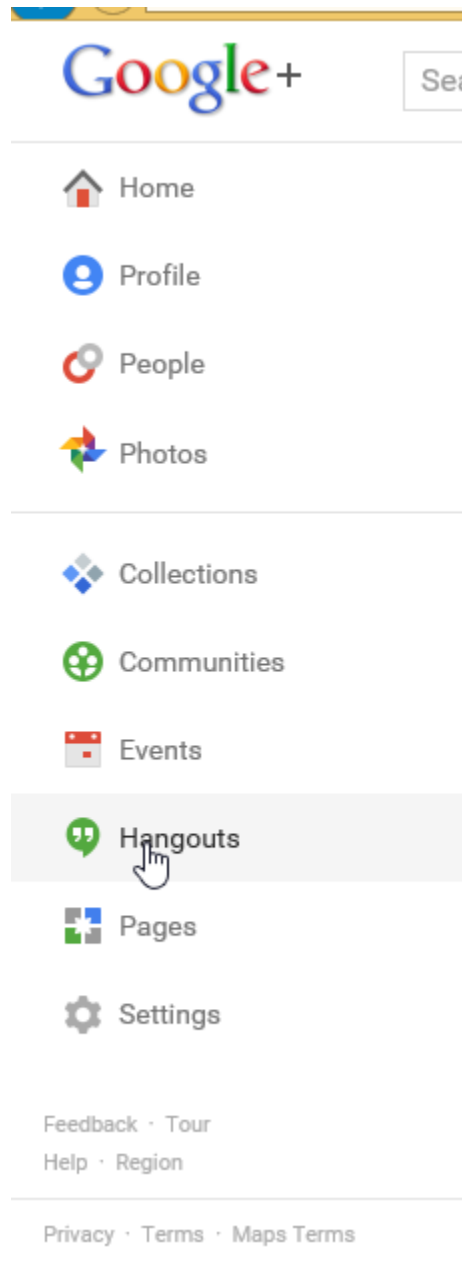 Google+
Home
Profile
People
Photos
Collections
Communities
Events
Hangouts
Pages
Settings
Feedback · Tour
Help · Region
Privacy · Terms · Maps Terms